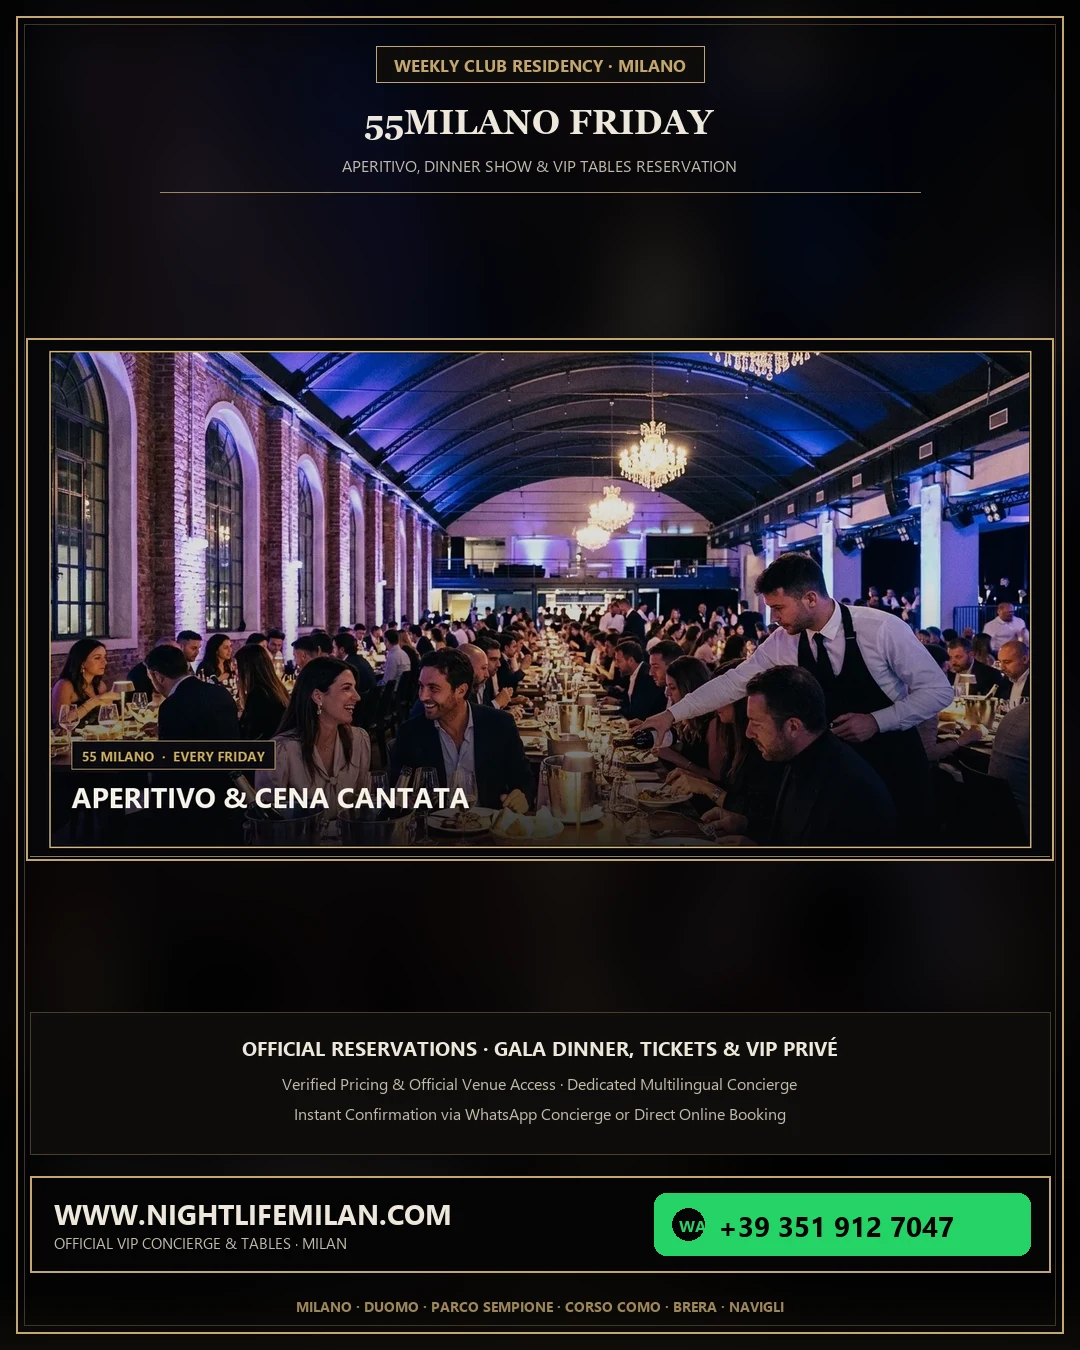 WEEKLY CLUB RESIDENCY · MILANO
55MILANO FRIDAY
APERITIVO, DINNER SHOW & VIP TABLES RESERVATION
55 MILANO · EVERY FRIDAY
APERITIVO & CENA CANTATA
OFFICIAL RESERVATIONS · GALA DINNER, TICKETS & VIP PRIVÉ
Verified Pricing & Official Venue Access · Dedicated Multilingual Concierge
Instant Confirmation via WhatsApp Concierge or Direct Online Booking
WWW.NIGHTLIFEMILAN.COM
OFFICIAL VIP CONCIERGE & TABLES · MILAN
WA +39 351 912 7047
MILANO · DUOMO · PARCO SEMPIONE · CORSO COMO · BRERA · NAVIGLI